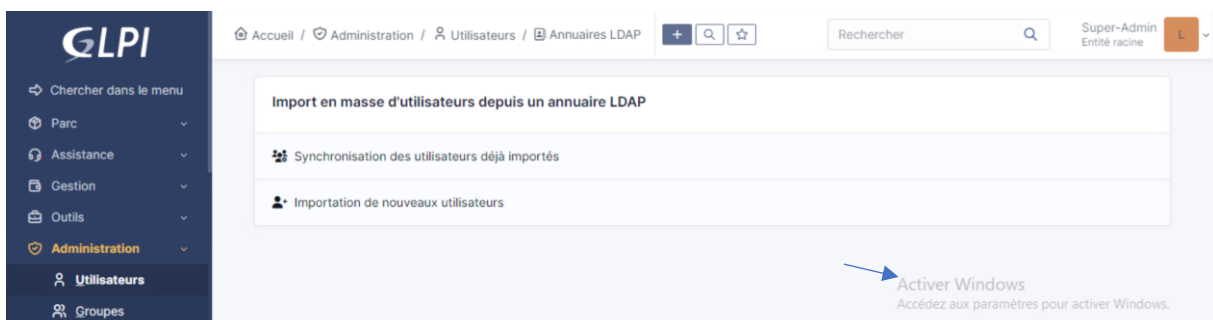 GLPI
Accueil / Administration / Utilisateurs / Annuaires LDAP
Rechercher
Super-Admin
Entité racine
L
Chercher dans le menu
Parc
Assistance
Gestion
Outils
Administration
Utilisateurs
Groupes
Import en masse d'utilisateurs depuis un annuaire LDAP
Synchronisation des utilisateurs déjà importés
Importation de nouveaux utilisateurs
Activer Windows
Accédez aux paramètres pour activer Windows.